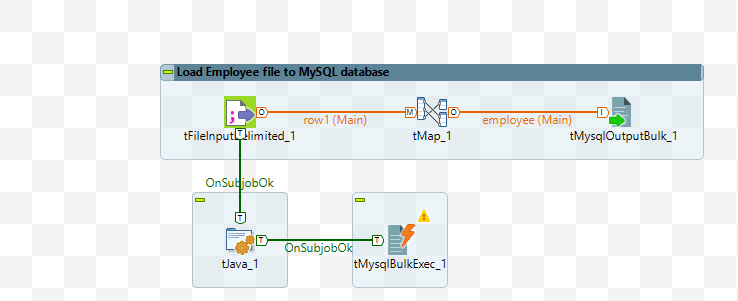 Load Employee file to MySQL database
O row1 (Main) M O employee (Main) I
tFileInputDelimited_1 tMap_1 tMysqlOutputBulk_1
T
OnSubjobOk
T
T OnSubjobOk T
tJava_1 tMysqlBulkExec_1